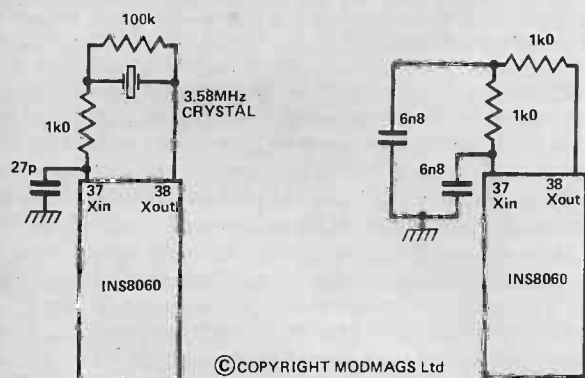 100k
3.58MHz
CRYSTAL
1k0
27p
37
Xin
38
Xout
INS8060
1k0
1k0
6n8
6n8
37
Xin
38
Xout
INS8060
©COPYRIGHT MODMAGS Ltd